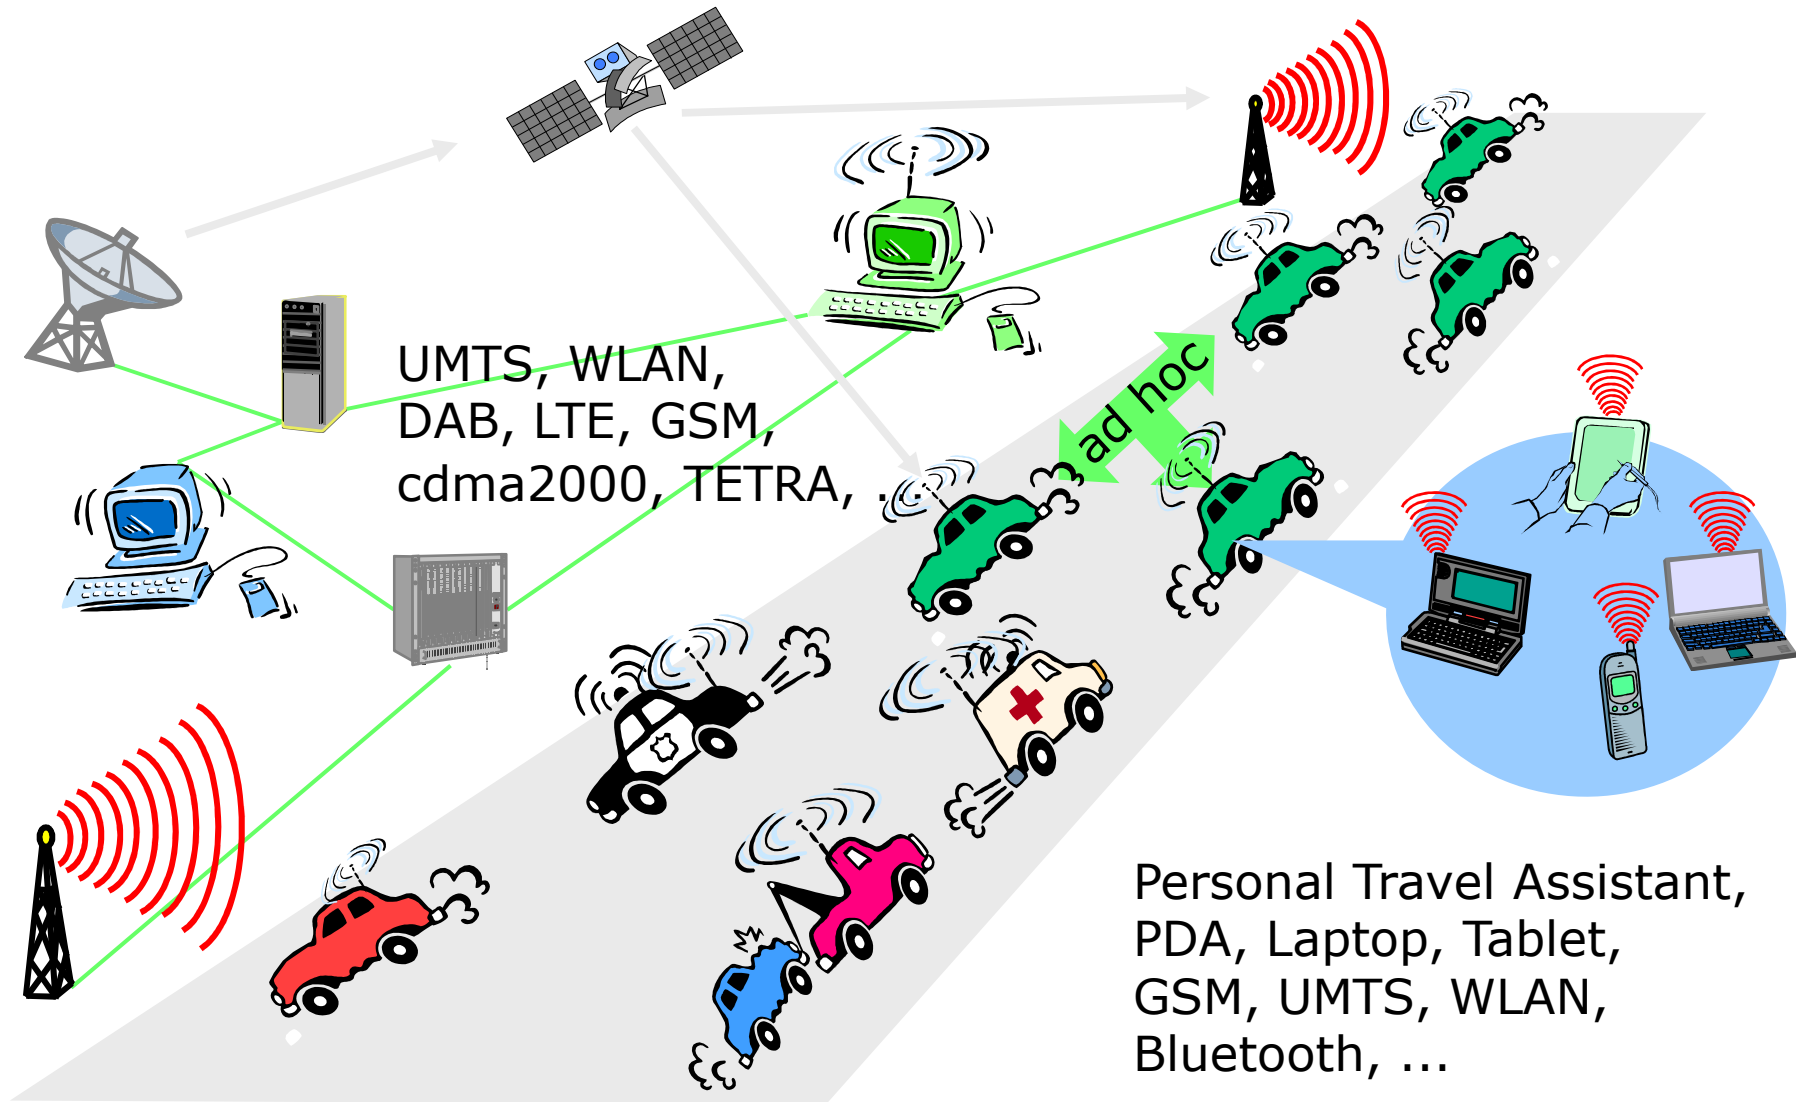 UMTS, WLAN,
DAB, LTE, GSM,
cdma2000, TETRA, ...
ad hoc
Personal Travel Assistant,
PDA, Laptop, Tablet,
GSM, UMTS, WLAN,
Bluetooth, ...